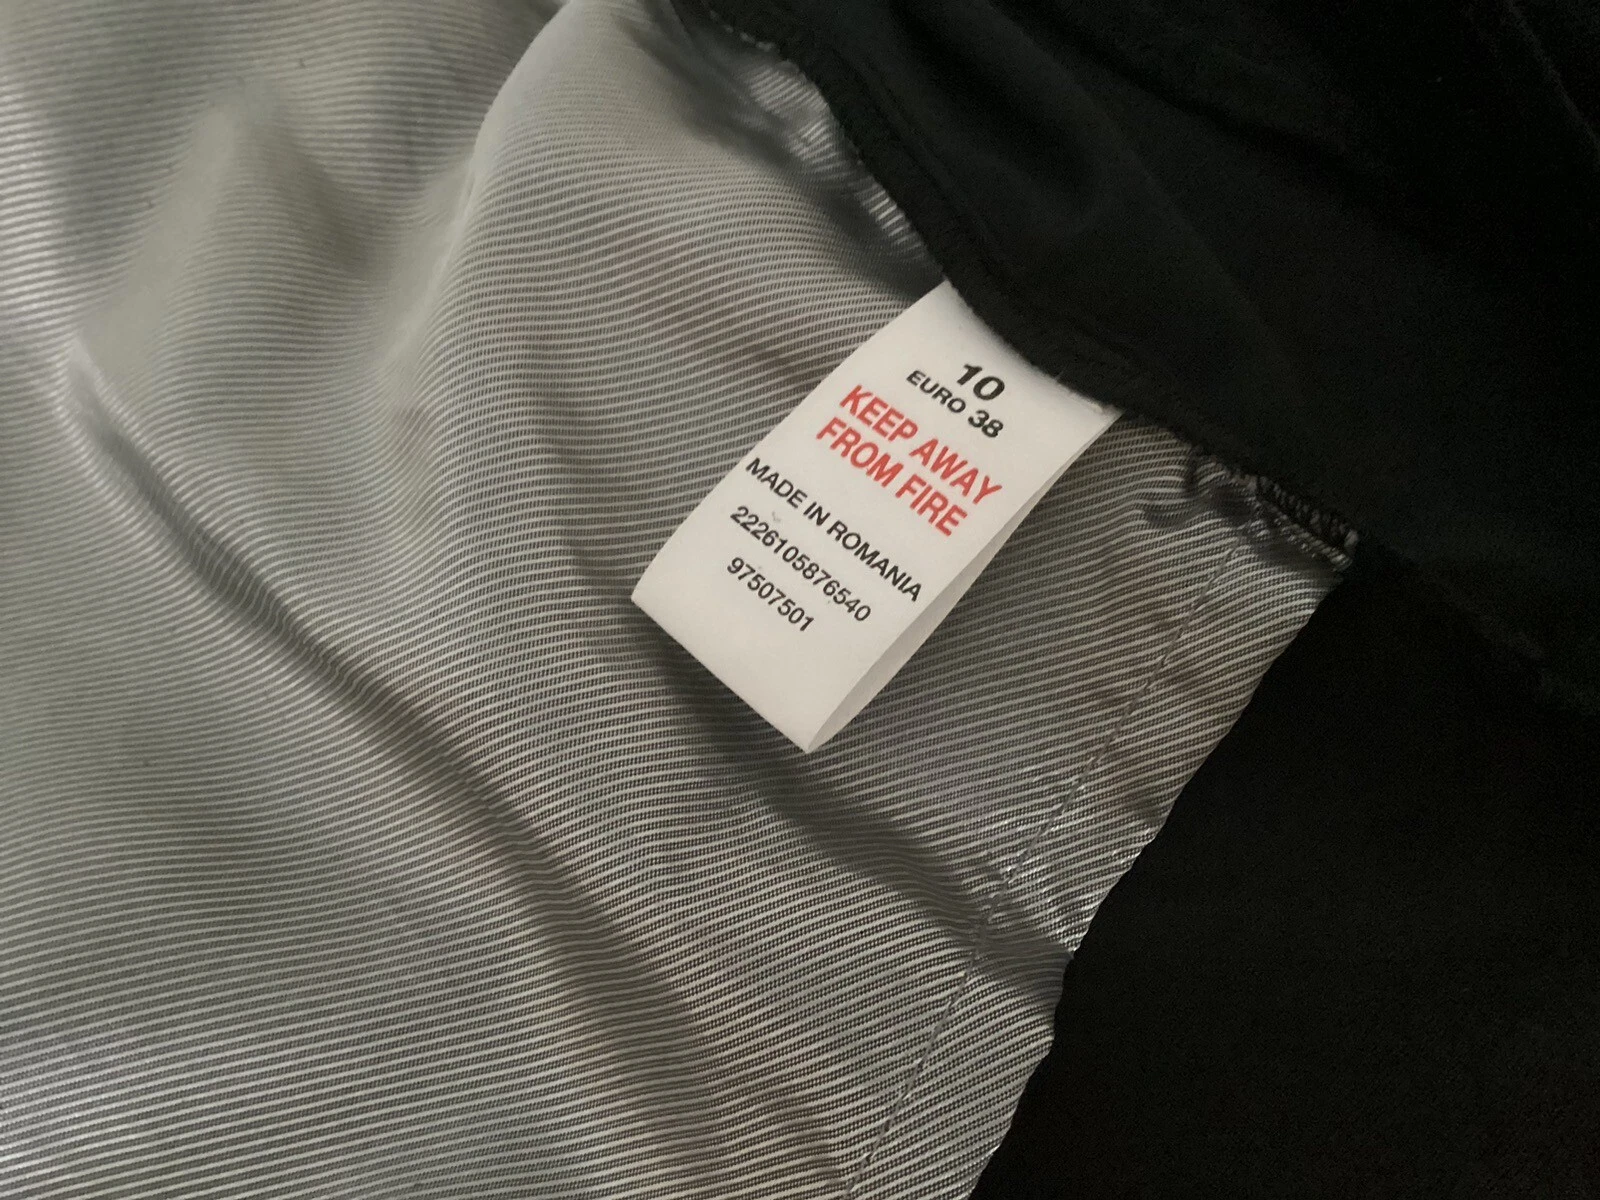 10
EURO 38
KEEP AWAY
FROM FIRE
MADE IN ROMANIA
2226105876540
97507501